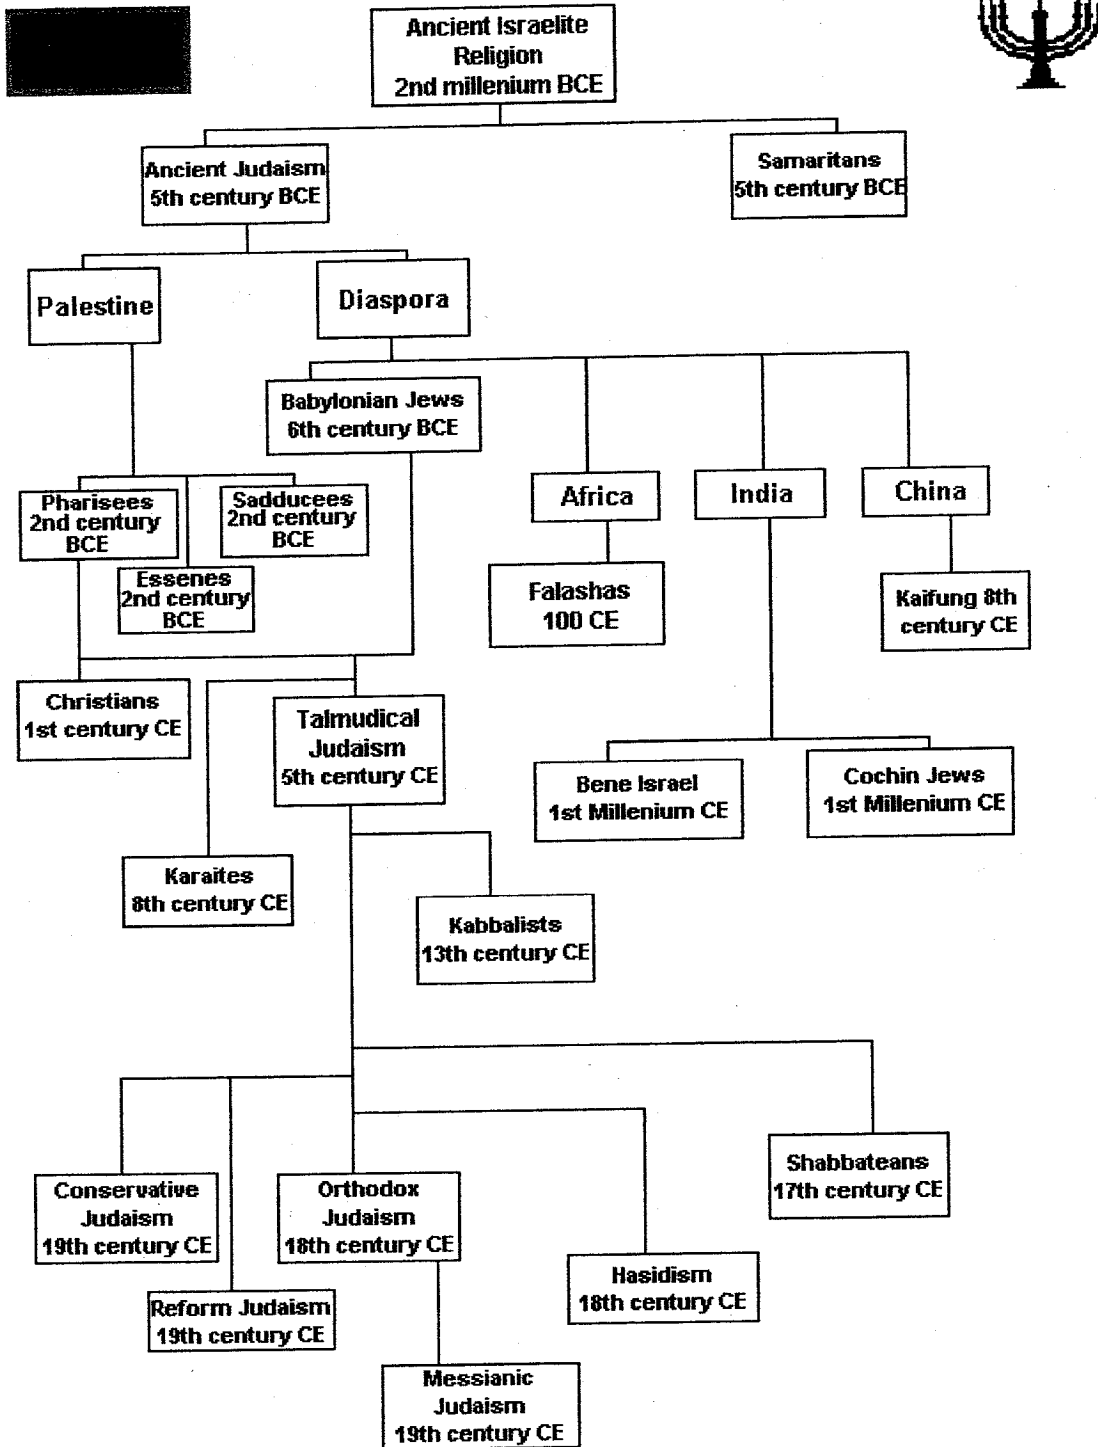 Ancient Israelite
Religion
2nd millenium BCE
Ancient Judaism
5th century BCE
Samaritans
5th century BCE
Palestine
Diaspora
Babylonian Jews
6th century BCE
Pharisees
2nd century
BCE
Sadducees
2nd century
BCE
Essenes
2nd century
BCE
Africa
India
China
Falashas
100 CE
Kaifung 8th
century CE
Christians
1st century CE
Talmudical
Judaism
5th century CE
Bene Israel
1st Millenium CE
Cochin Jews
1st Millenium CE
Karaites
8th century CE
Kabbalists
13th century CE
Shabbateans
17th century CE
Conservative
Judaism
19th century CE
Orthodox
Judaism
18th century CE
Hasidism
18th century CE
Reform Judaism
19th century CE
Messianic
Judaism
19th century CE